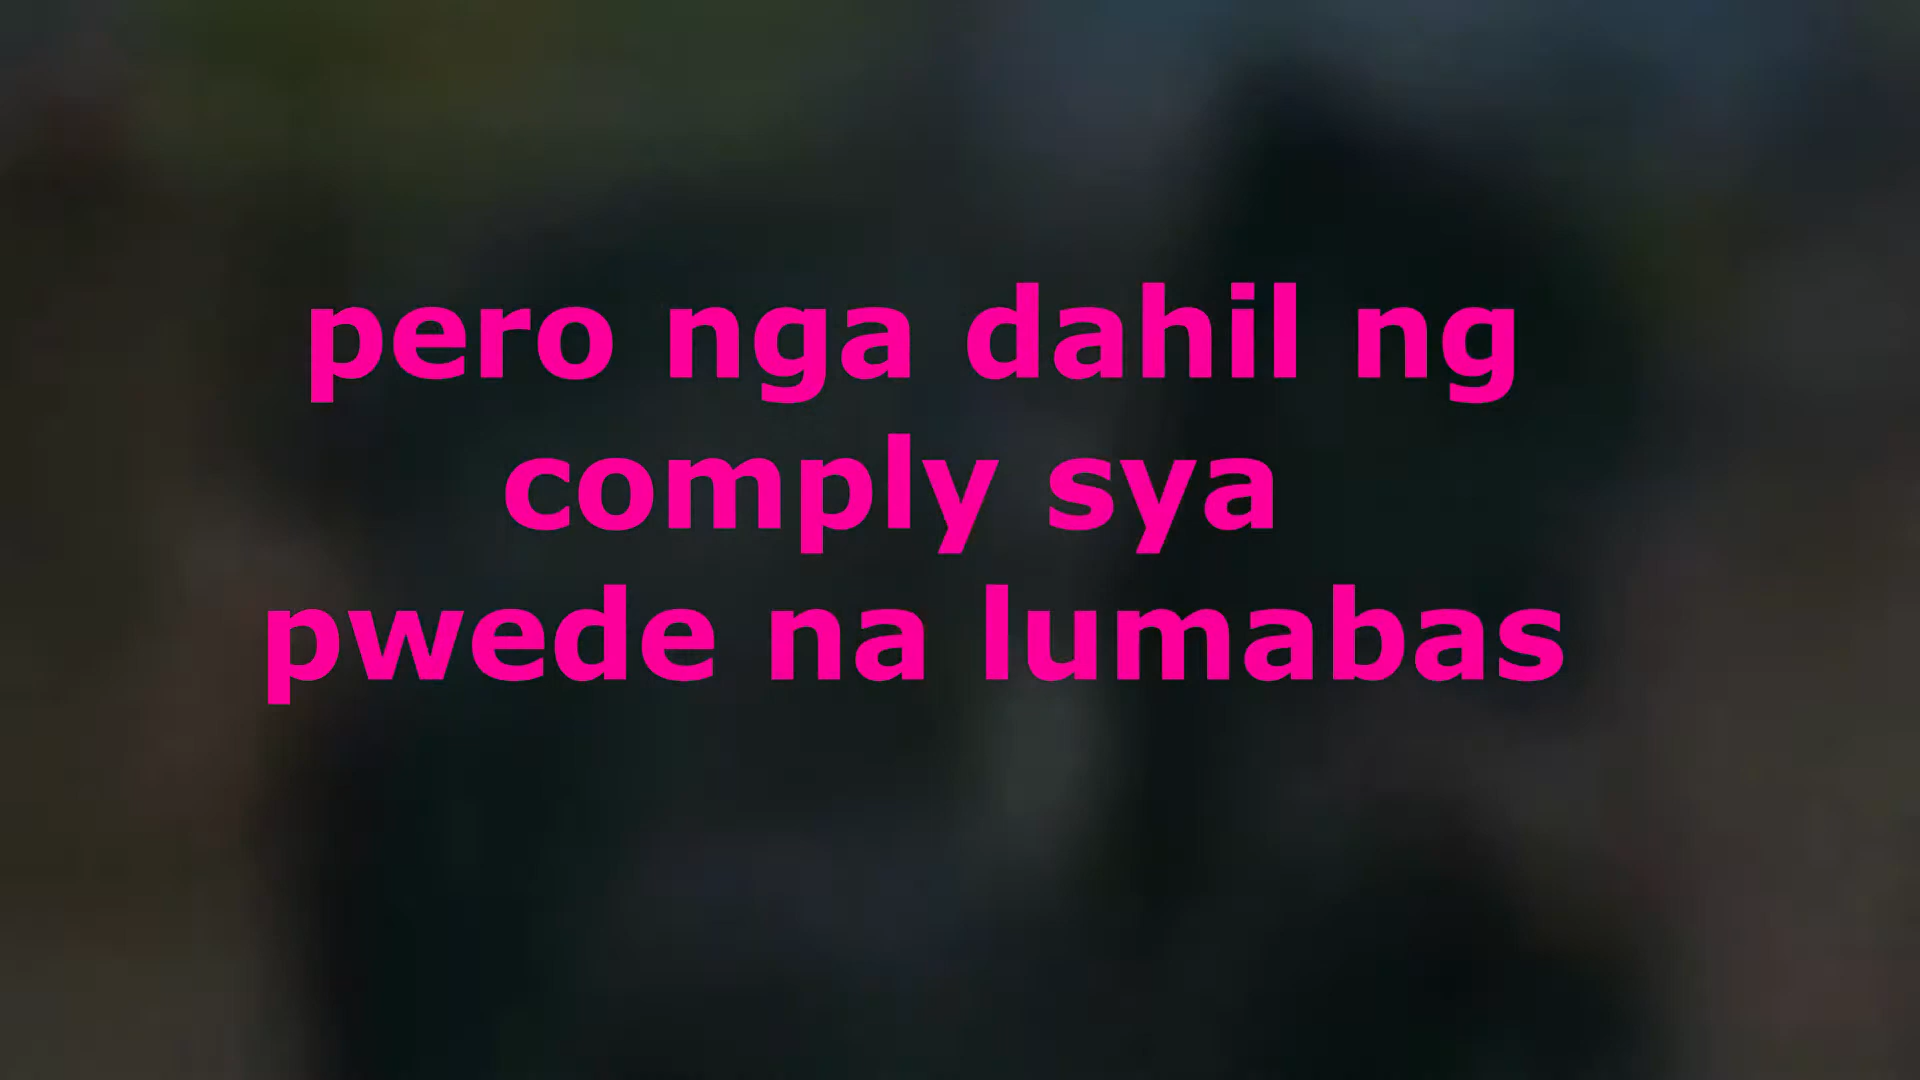 pero nga dahil ng
comply sya
pwede na lumabas